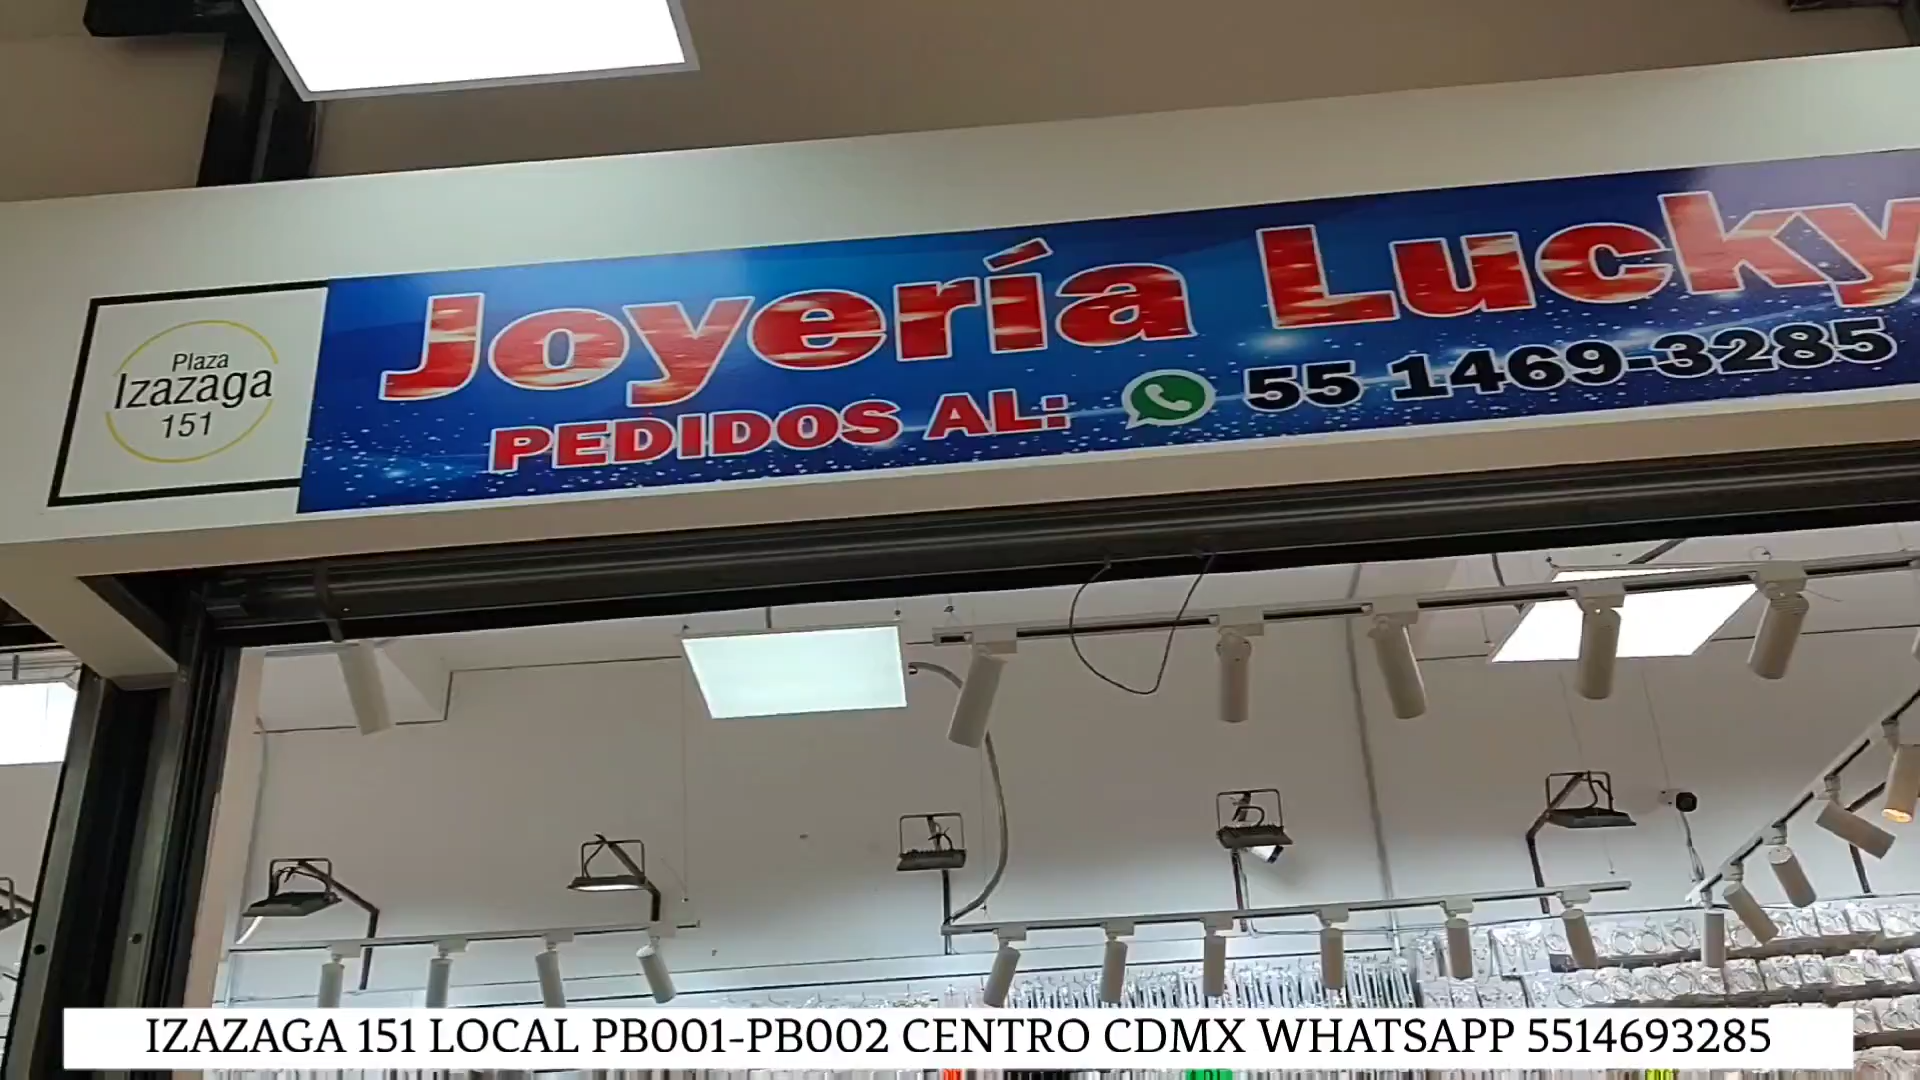 Plaza
Izazaga
151
Joyería Lucky
PEDIDOS AL: 55 1469-3285
IZAZAGA 151 LOCAL PB001-PB002 CENTRO CDMX WHATSAPP 5514693285